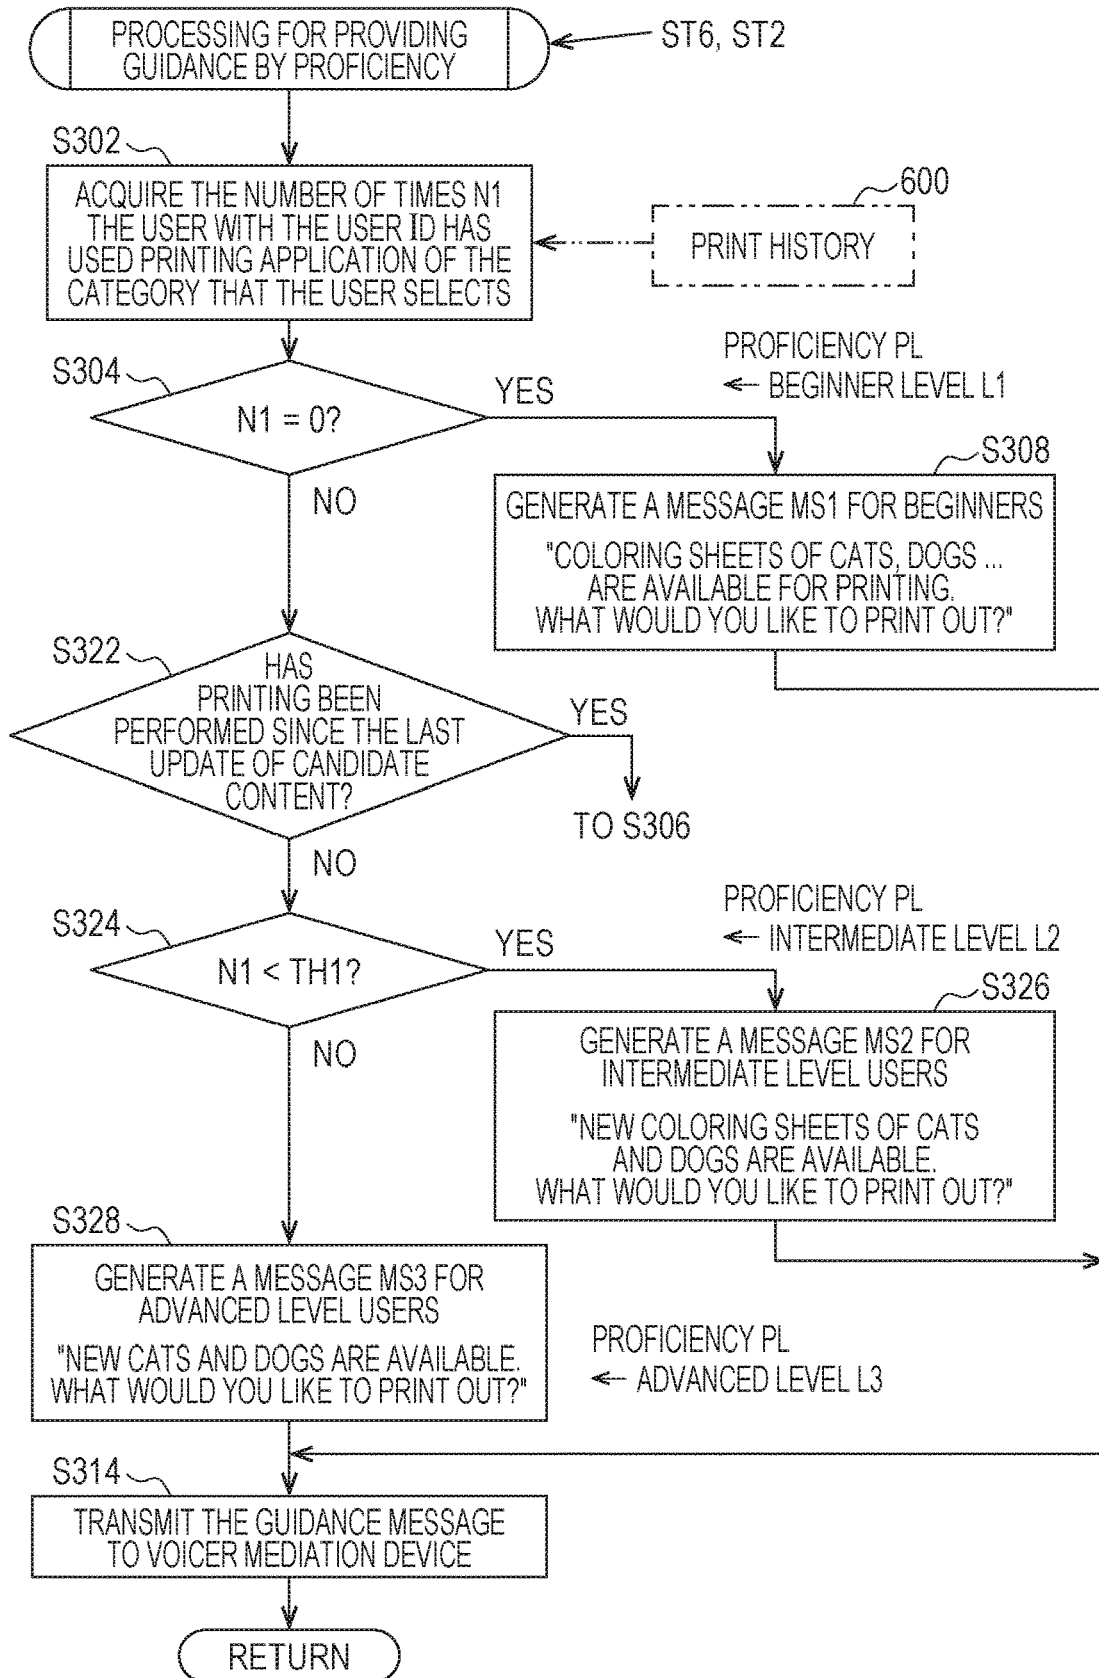 PROCESSING FOR PROVIDING
GUIDANCE BY PROFICIENCY
ST6, ST2
S302
ACQUIRE THE NUMBER OF TIMES N1
THE USER WITH THE USER ID HAS
USED PRINTING APPLICATION OF THE
CATEGORY THAT THE USER SELECTS
600
PRINT HISTORY
S304
N1 = 0?
YES
PROFICIENCY PL
← BEGINNER LEVEL L1
NO
S308
GENERATE A MESSAGE MS1 FOR BEGINNERS
"COLORING SHEETS OF CATS, DOGS ...
ARE AVAILABLE FOR PRINTING.
WHAT WOULD YOU LIKE TO PRINT OUT?"
S322
HAS
PRINTING BEEN
PERFORMED SINCE THE LAST
UPDATE OF CANDIDATE
CONTENT?
YES
TO S306
NO
S324
N1 < TH1?
YES
PROFICIENCY PL
← INTERMEDIATE LEVEL L2
NO
S326
GENERATE A MESSAGE MS2 FOR
INTERMEDIATE LEVEL USERS
"NEW COLORING SHEETS OF CATS
AND DOGS ARE AVAILABLE.
WHAT WOULD YOU LIKE TO PRINT OUT?"
S328
GENERATE A MESSAGE MS3 FOR
ADVANCED LEVEL USERS
"NEW CATS AND DOGS ARE AVAILABLE.
WHAT WOULD YOU LIKE TO PRINT OUT?"
PROFICIENCY PL
← ADVANCED LEVEL L3
S314
TRANSMIT THE GUIDANCE MESSAGE
TO VOICER MEDIATION DEVICE
RETURN